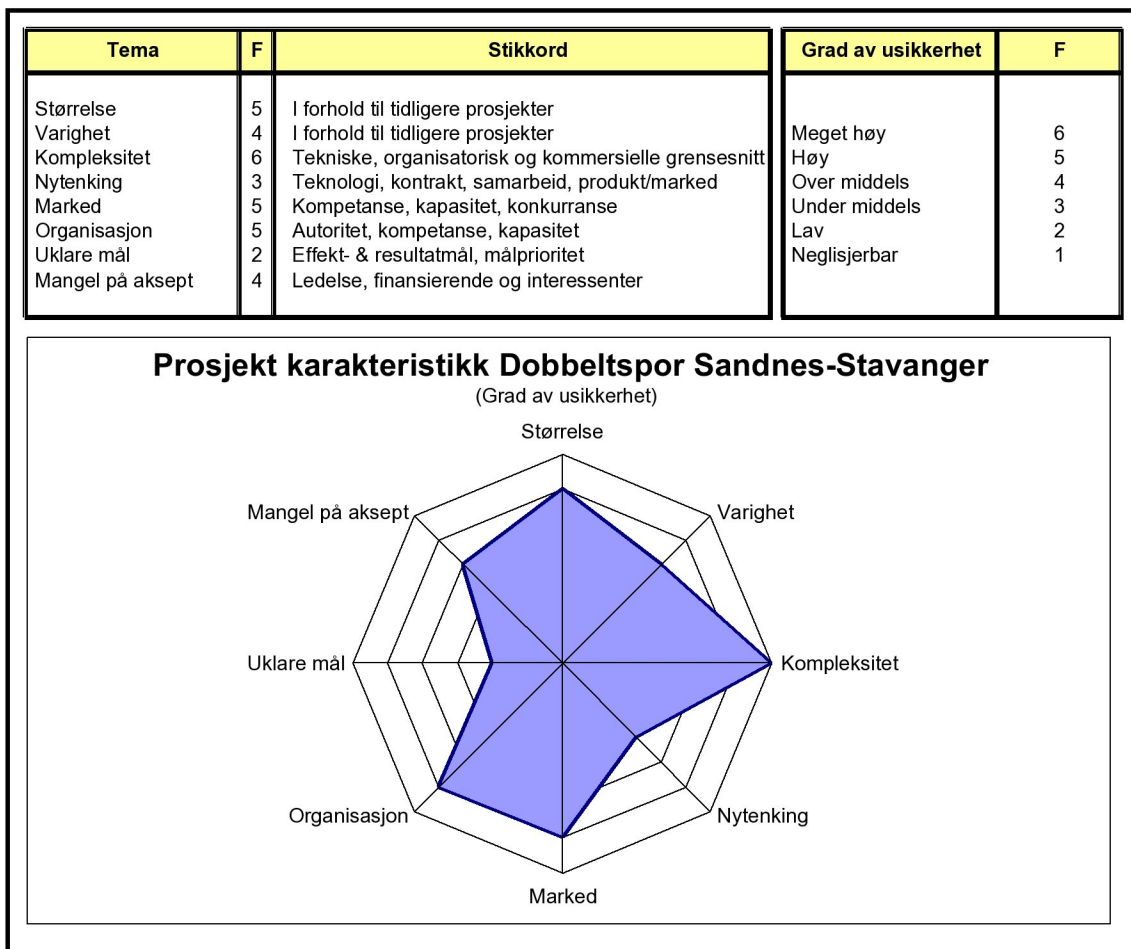 Tema F Stikkord
Størrelse 5 I forhold til tidligere prosjekter
Varighet 4 I forhold til tidligere prosjekter
Kompleksitet 6 Tekniske, organisatorisk og kommersielle grensesnitt
Nytenking 3 Teknologi, kontrakt, samarbeid, produkt/marked
Marked 5 Kompetanse, kapasitet, konkurranse
Organisasjon 5 Autoritet, kompetanse, kapasitet
Uklare mål 2 Effekt- & resultatmål, målprioritet
Mangel på aksept 4 Ledelse, finansierende og interessenter
Grad av usikkerhet F
Meget høy 6
Høy 5
Over middels 4
Under middels 3
Lav 2
Neglisjerbar 1
Prosjekt karakteristikk Dobbeltspor Sandnes-Stavanger
(Grad av usikkerhet)
Størrelse
Mangel på aksept
Varighet
Uklare mål
Kompleksitet
Organisasjon
Nytenking
Marked